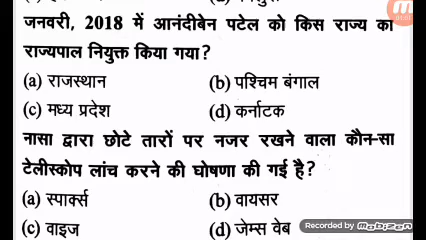 जनवरी, 2018 में आनंदीबेन पटेल को किस राज्य का
राज्यपाल नियुक्त किया गया?
(a) राजस्थान (b) पश्चिम बंगाल
(c) मध्य प्रदेश (d) कर्नाटक
नासा द्वारा छोटे तारों पर नजर रखने वाला कौन-सा
टेलीस्कोप लांच करने की घोषणा की गई है?
(a) स्पार्क्स (b) वायसर
(c) वाइज (d) जेम्स वेब
Recorded by Mobizen